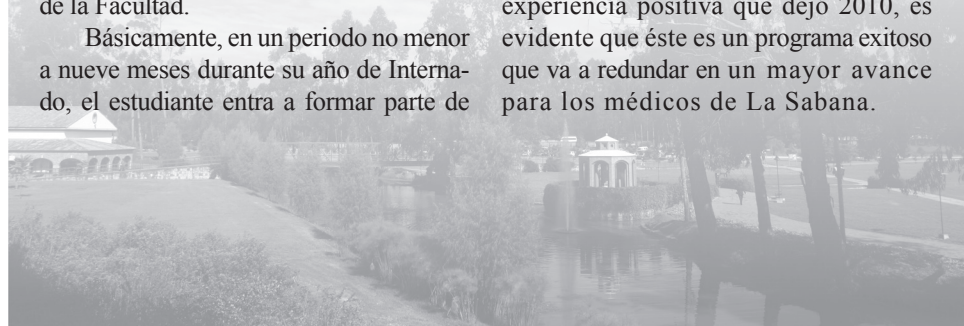 de la Facultad.
Básicamente, en un periodo no menor
a nueve meses durante su año de Interna-
do, el estudiante entra a formar parte de
experiencia positiva que dejó 2010, es
evidente que éste es un programa exitoso
que va a redundar en un mayor avance
para los médicos de La Sabana.